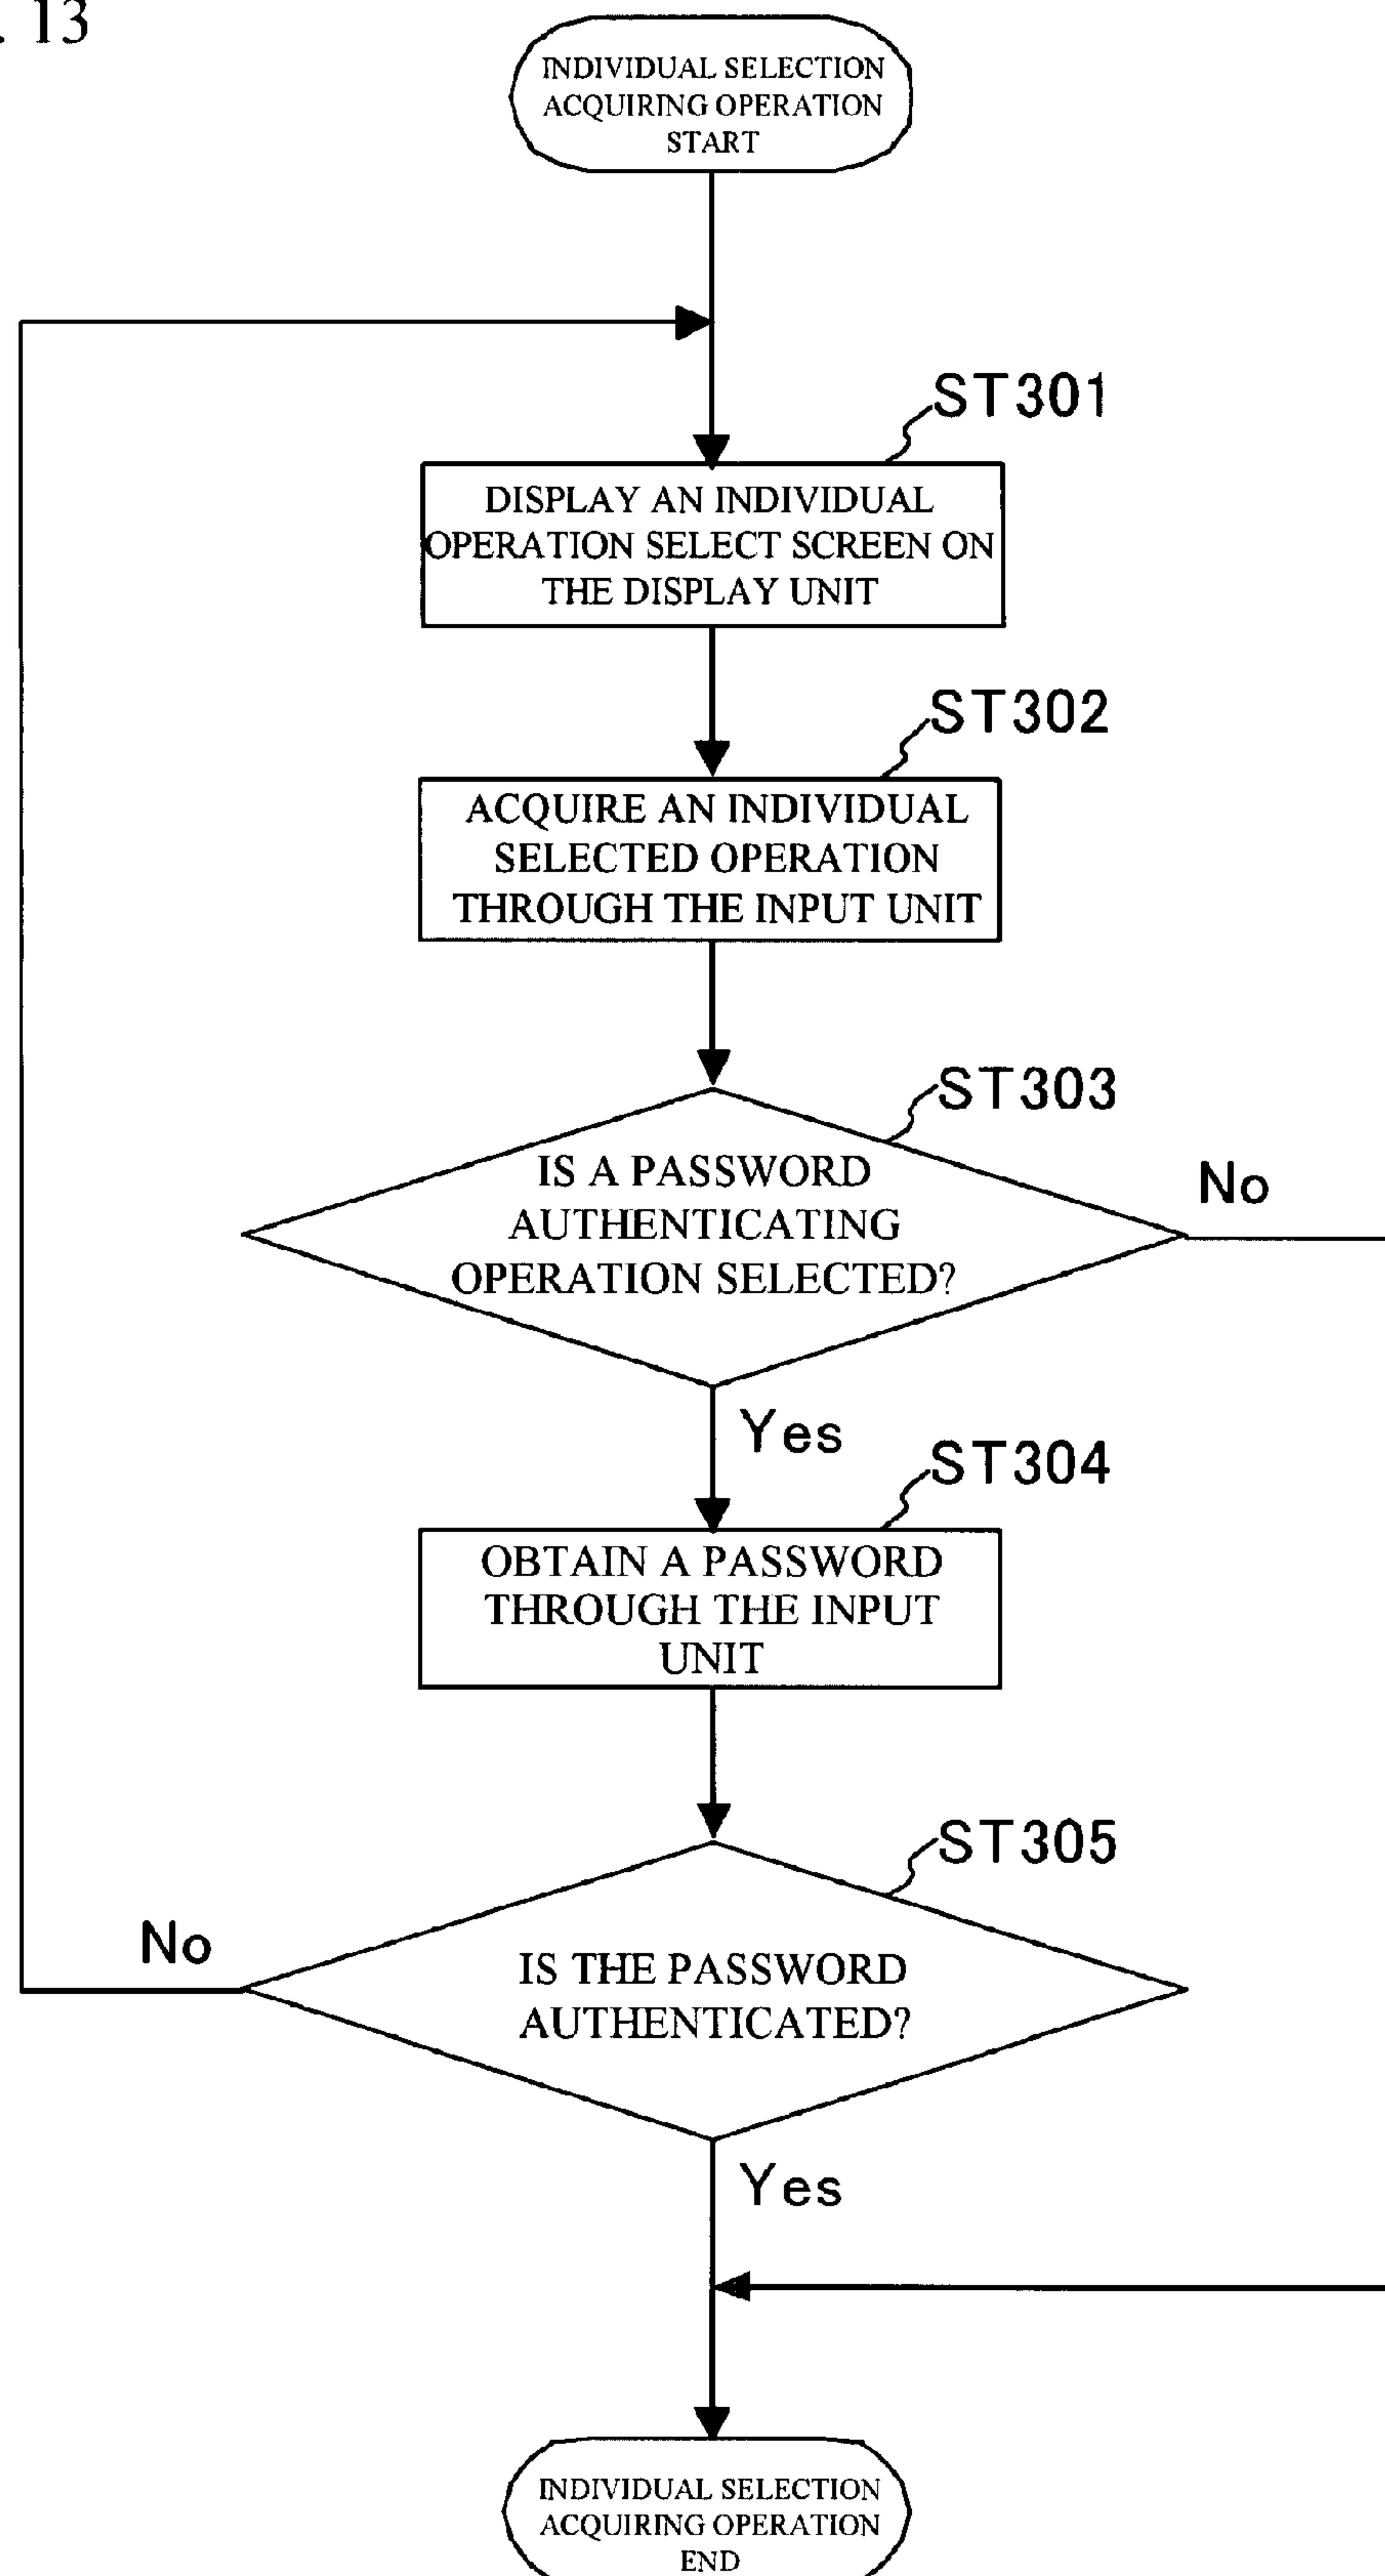 . 13
INDIVIDUAL SELECTION
ACQUIRING OPERATION
START
ST301
DISPLAY AN INDIVIDUAL
OPERATION SELECT SCREEN ON
THE DISPLAY UNIT
ST302
ACQUIRE AN INDIVIDUAL
SELECTED OPERATION
THROUGH THE INPUT UNIT
ST303
IS A PASSWORD
AUTHENTICATING
OPERATION SELECTED?
No
Yes
ST304
OBTAIN A PASSWORD
THROUGH THE INPUT
UNIT
ST305
IS THE PASSWORD
AUTHENTICATED?
No
Yes
INDIVIDUAL SELECTION
ACQUIRING OPERATION
END